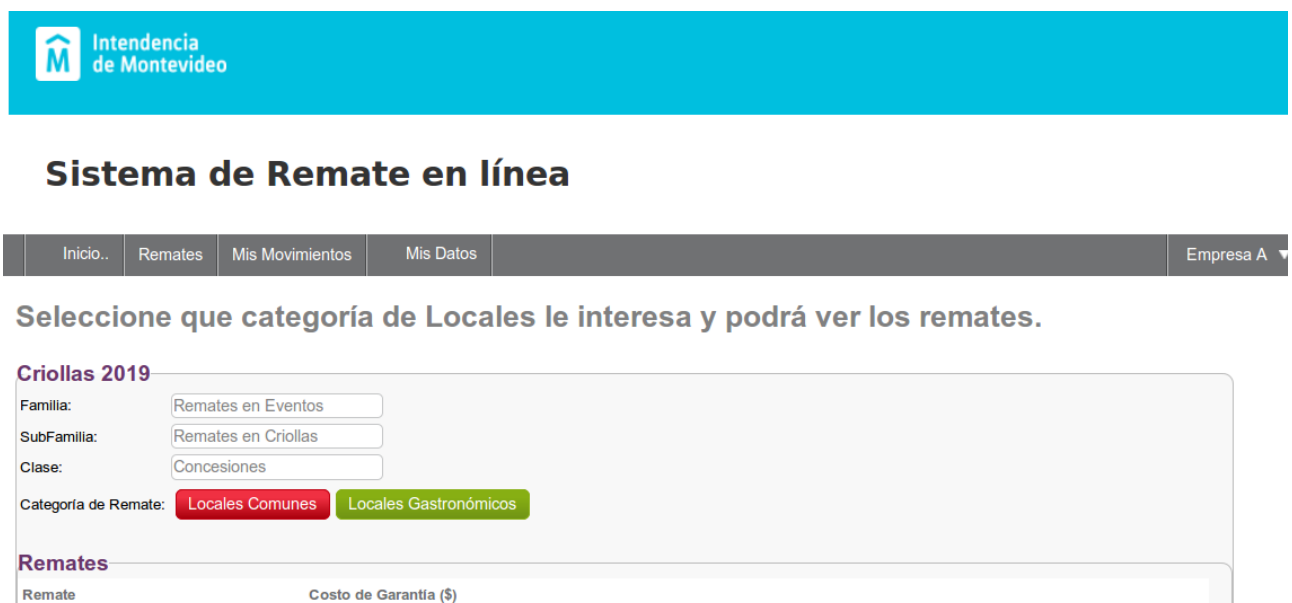 Intendencia
de Montevideo
Sistema de Remate en línea
Inicio.. Remates Mis Movimientos Mis Datos Empresa A ▼
Seleccione que categoría de Locales le interesa y podrá ver los remates.
Criollas 2019
Familia: Remates en Eventos
SubFamilia: Remates en Criollas
Clase: Concesiones
Categoría de Remate: Locales Comunes Locales Gastronómicos
Remates
Remate Costo de Garantía ($)